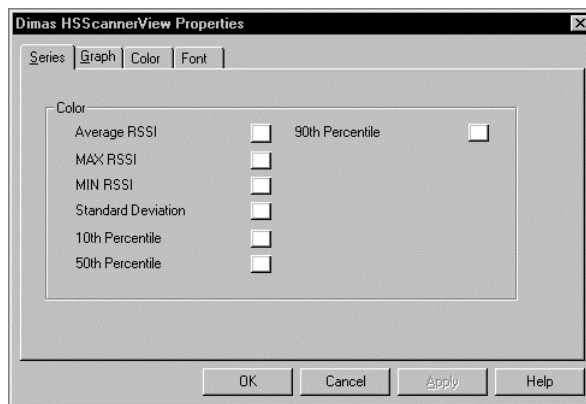 Dimas HSScannerView Properties
Series Graph Color Font
Color
Average RSSI 90th Percentile
MAX RSSI
MIN RSSI
Standard Deviation
10th Percentile
50th Percentile
OK Cancel Apply Help